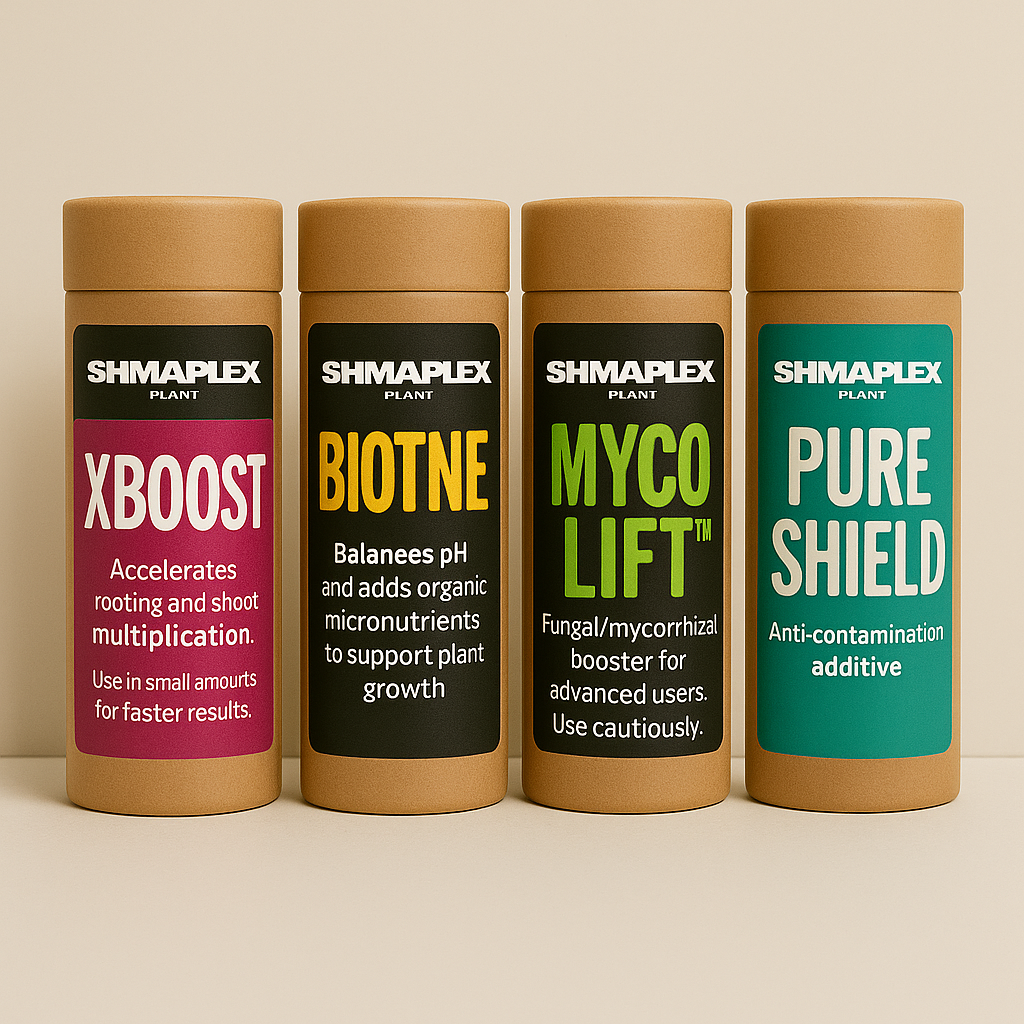 SHMAPLEX
PLANT
XBOOST
Accelerates
rooting and shoot
multiplication.
Use in small amourts
for faster results.
SHMAPLEX
PLANT
BIOTNE
Balanees pH
and adds organic
micronutrients
to support plant
growth
SHMAPLEX
PLANT
MYCO
LIFT™
Fungal/mycorrhizal
booster for
advanced users.
Use cautiously.
SHMAPLEX
PLANT
PURE
SHIELD
Anti-contamination
additive